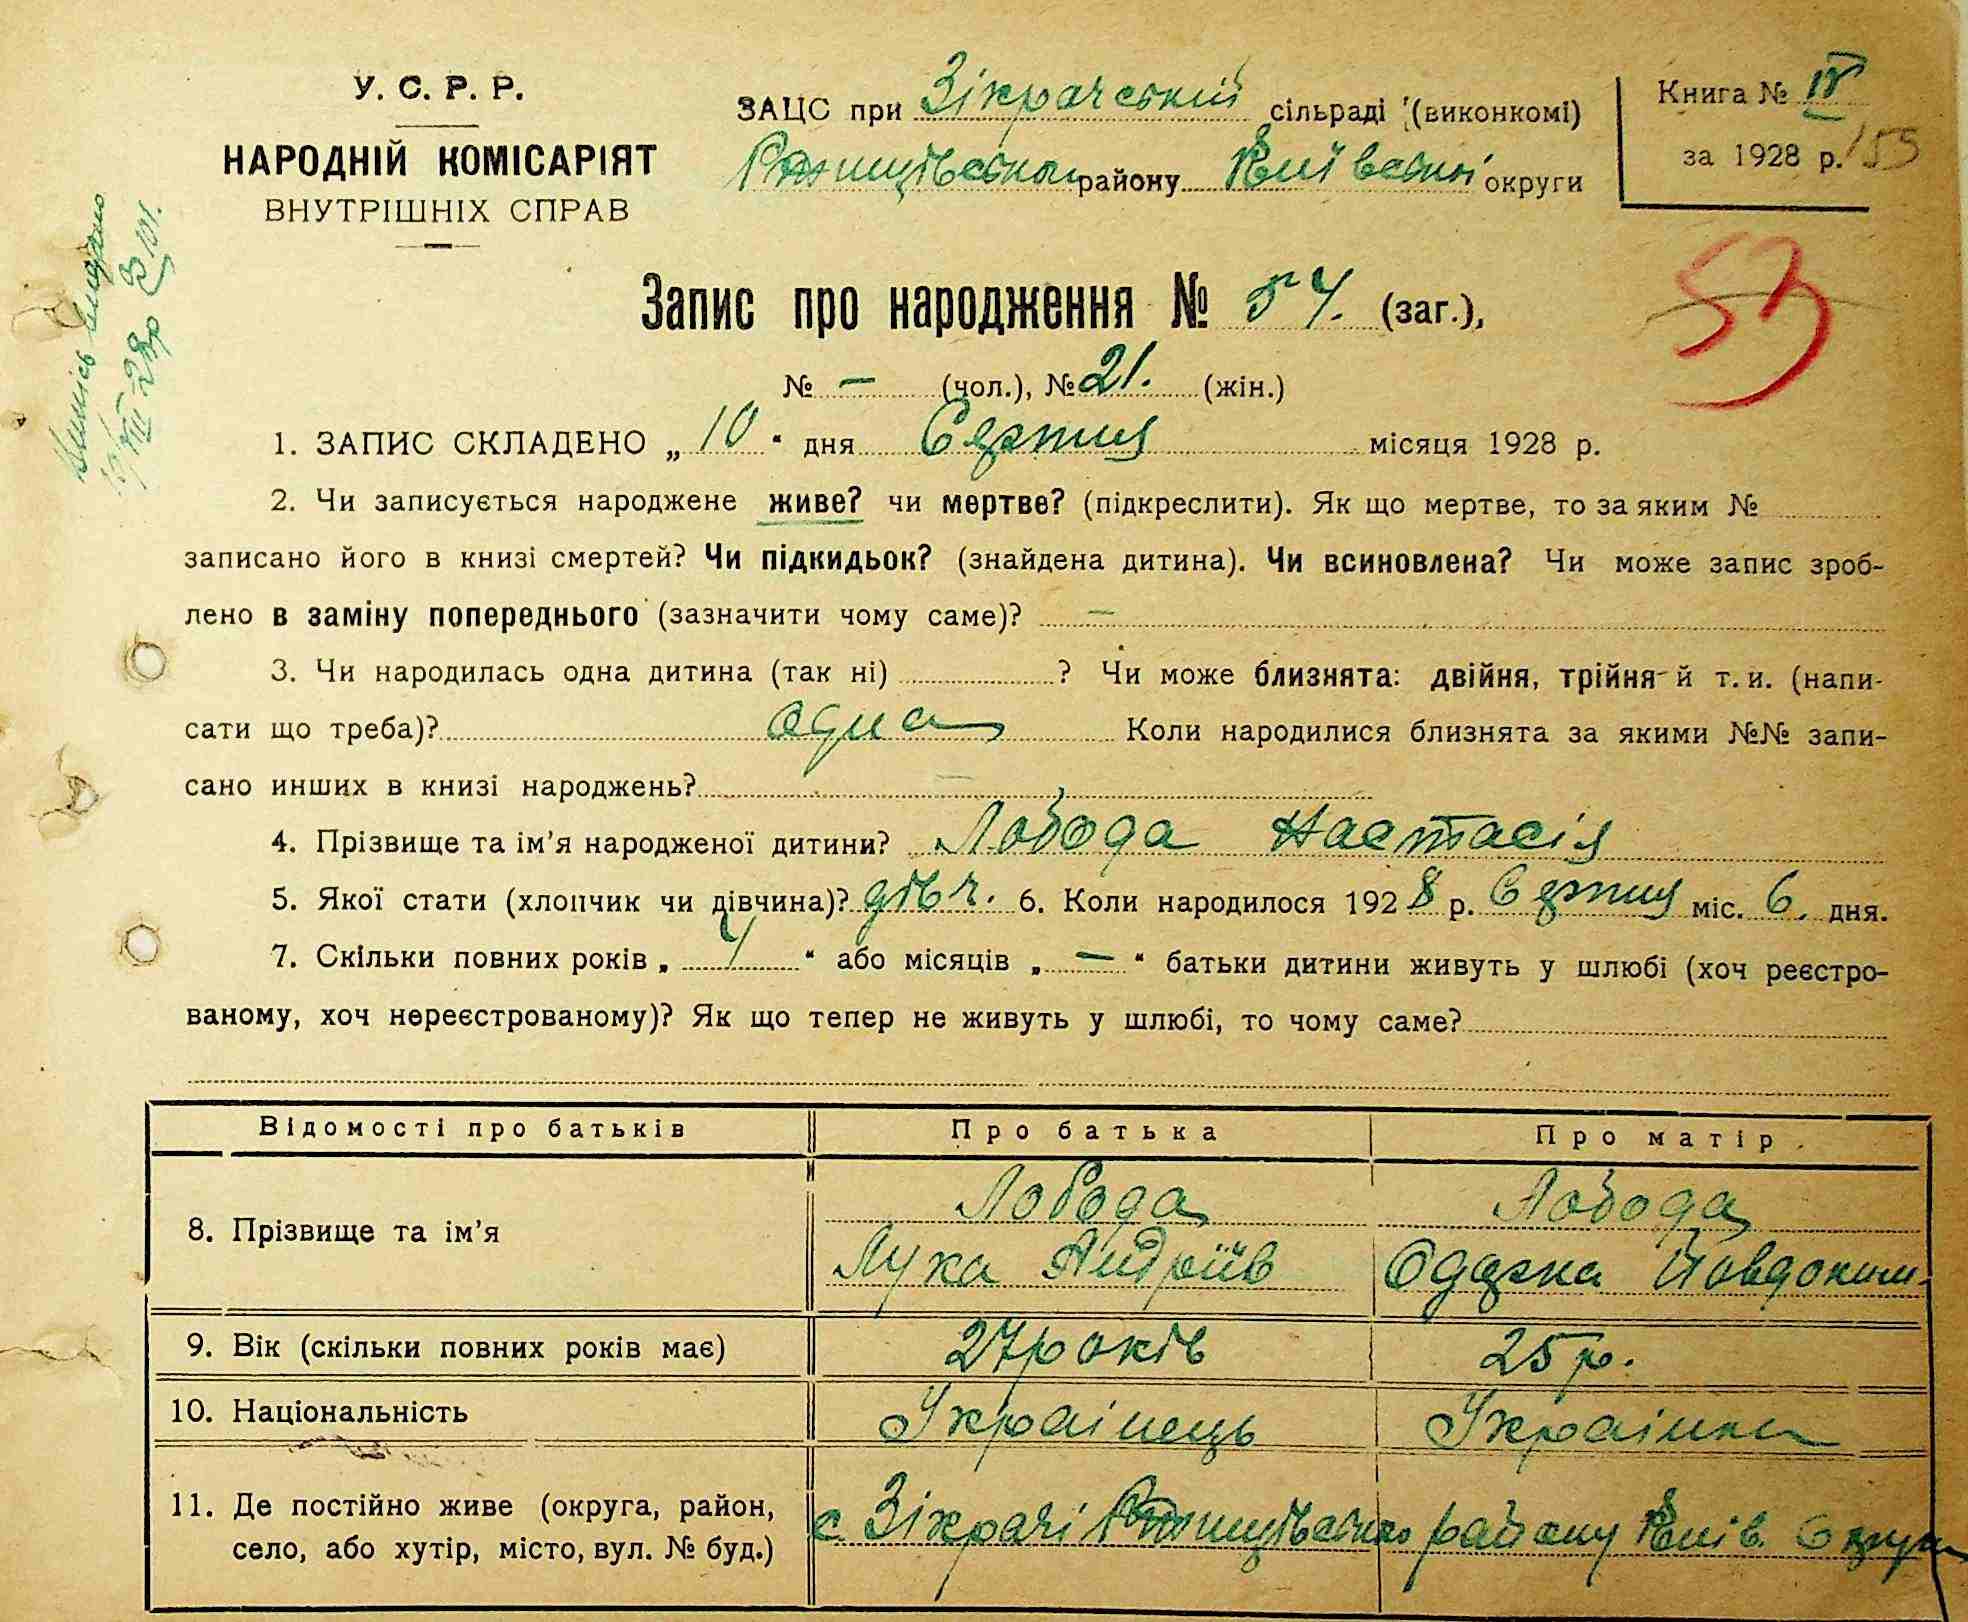 У. С. Р. Р.
НАРОДНІЙ КОМІСАРІЯТ
ВНУТРІШНІХ СПРАВ
ЗАЦС при Зікрачській сільраді (виконкомі)
району Київської округи
Книга № IV
за 1928 р. 155
53
Запис про народження № 54. (заг.),
№ — (чол.), № 21. (жін.)
1. ЗАПИС СКЛАДЕНО „ 10 “ дня Серпня місяця 1928 р.
2. Чи записується народжене живе? чи мертве? (підкреслити). Як що мертве, то за яким №
записано його в книзі смертей? Чи підкидьок? (знайдена дитина). Чи всиновлена? Чи може запис зроб-
лено в заміну попереднього (зазначити чому саме)? —
3. Чи народилась одна дитина (так ні) ? Чи може близнята: двійня, трійня й т. и. (напи-
сати що треба)? одна Коли народилися близнята за якими №№ запи-
сано инших в книзі народжень? —
4. Прізвище та ім’я народженої дитини? Лобода Настасія
5. Якої стати (хлопчик чи дівчина)? дівч. 6. Коли народилося 1928 р. Серпня міс. 6. дня.
7. Скільки повних років „ 4 “ або місяців „ — “ батьки дитини живуть у шлюбі (хоч реєстро-
ваному, хоч нереєстрованому)? Як що тепер не живуть у шлюбі, то чому саме?
Відомості про батьків Про батька Про матір
8. Прізвище та ім’я
Лобода Лобода
Лука Андріїв Одарка Йовдоким.
9. Вік (скільки повних років має) 27 років 25 р.
10. Національність Українець Українка
11. Де постійно живе (округа, район,
село, або хутір, місто, вул. № буд.)
с Зікрачі району Київ. Округи